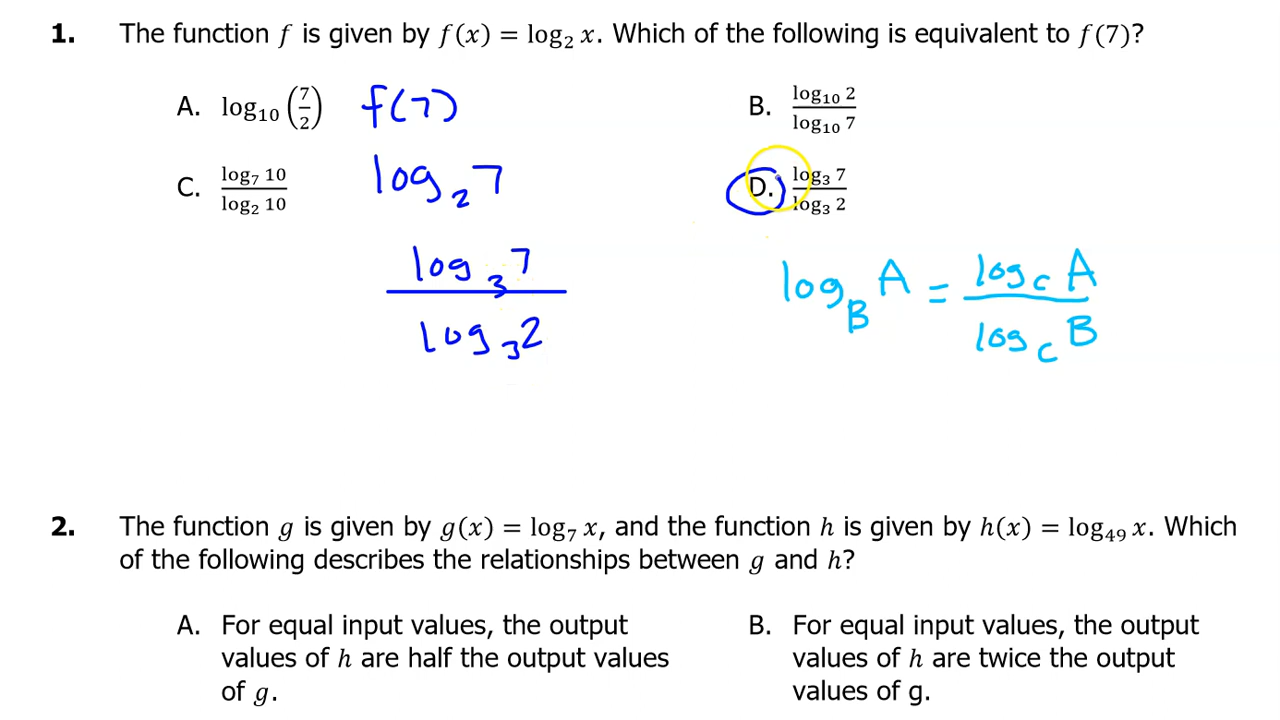 1. The function f is given by f(x) = log₂ x. Which of the following is equivalent to f(7)?
A. log₁₀ (7/2) f(7) B. log₁₀ 2 / log₁₀ 7
C. log₇ 10 / log₂ 10 log₂ 7 D. log₃ 7 / log₃ 2
log₃ 7 / log₃ 2 log_B A = log_C A / log_C B
2. The function g is given by g(x) = log₇ x, and the function h is given by h(x) = log₄₉ x. Which
of the following describes the relationships between g and h?
A. For equal input values, the output
values of h are half the output values
of g.
B. For equal input values, the output
values of h are twice the output
values of g.